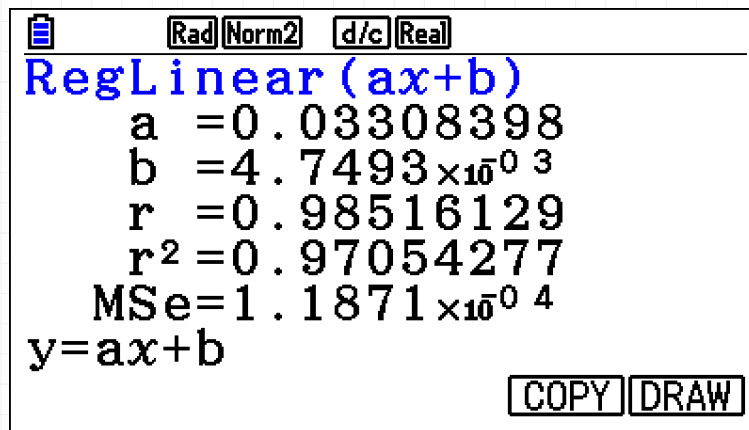 Rad Norm2 d/c Real
RegLinear(ax+b)
a =0.03308398
b =4.7493×10⁻⁰³
r =0.98516129
r²=0.97054277
MSe=1.1871×10⁻⁰⁴
y=ax+b
COPY DRAW